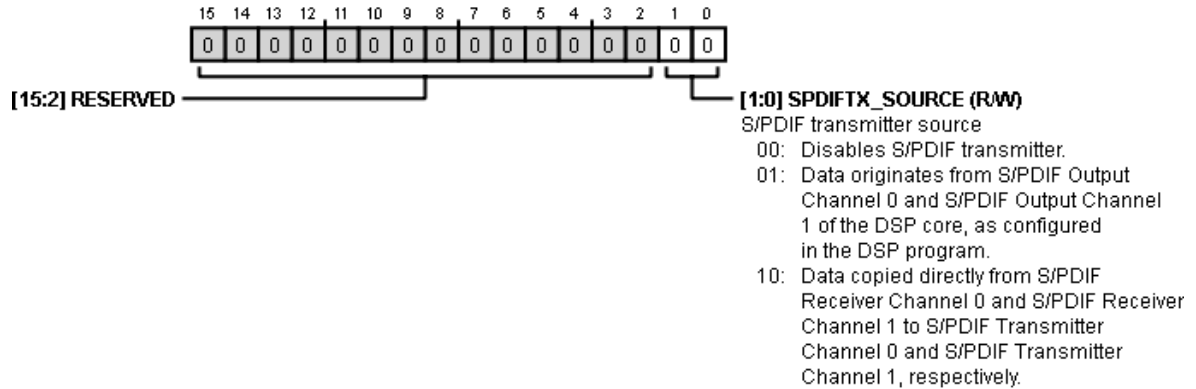 15 14 13 12 11 10 9 8 7 6 5 4 3 2 1 0
0 0 0 0 0 0 0 0 0 0 0 0 0 0 0 0
[15:2] RESERVED
[1:0] SPDIFTX_SOURCE (R/W)
S/PDIF transmitter source
00: Disables S/PDIF transmitter.
01: Data originates from S/PDIF Output
Channel 0 and S/PDIF Output Channel
1 of the DSP core, as configured
in the DSP program.
10: Data copied directly from S/PDIF
Receiver Channel 0 and S/PDIF Receiver
Channel 1 to S/PDIF Transmitter
Channel 0 and S/PDIF Transmitter
Channel 1, respectively.